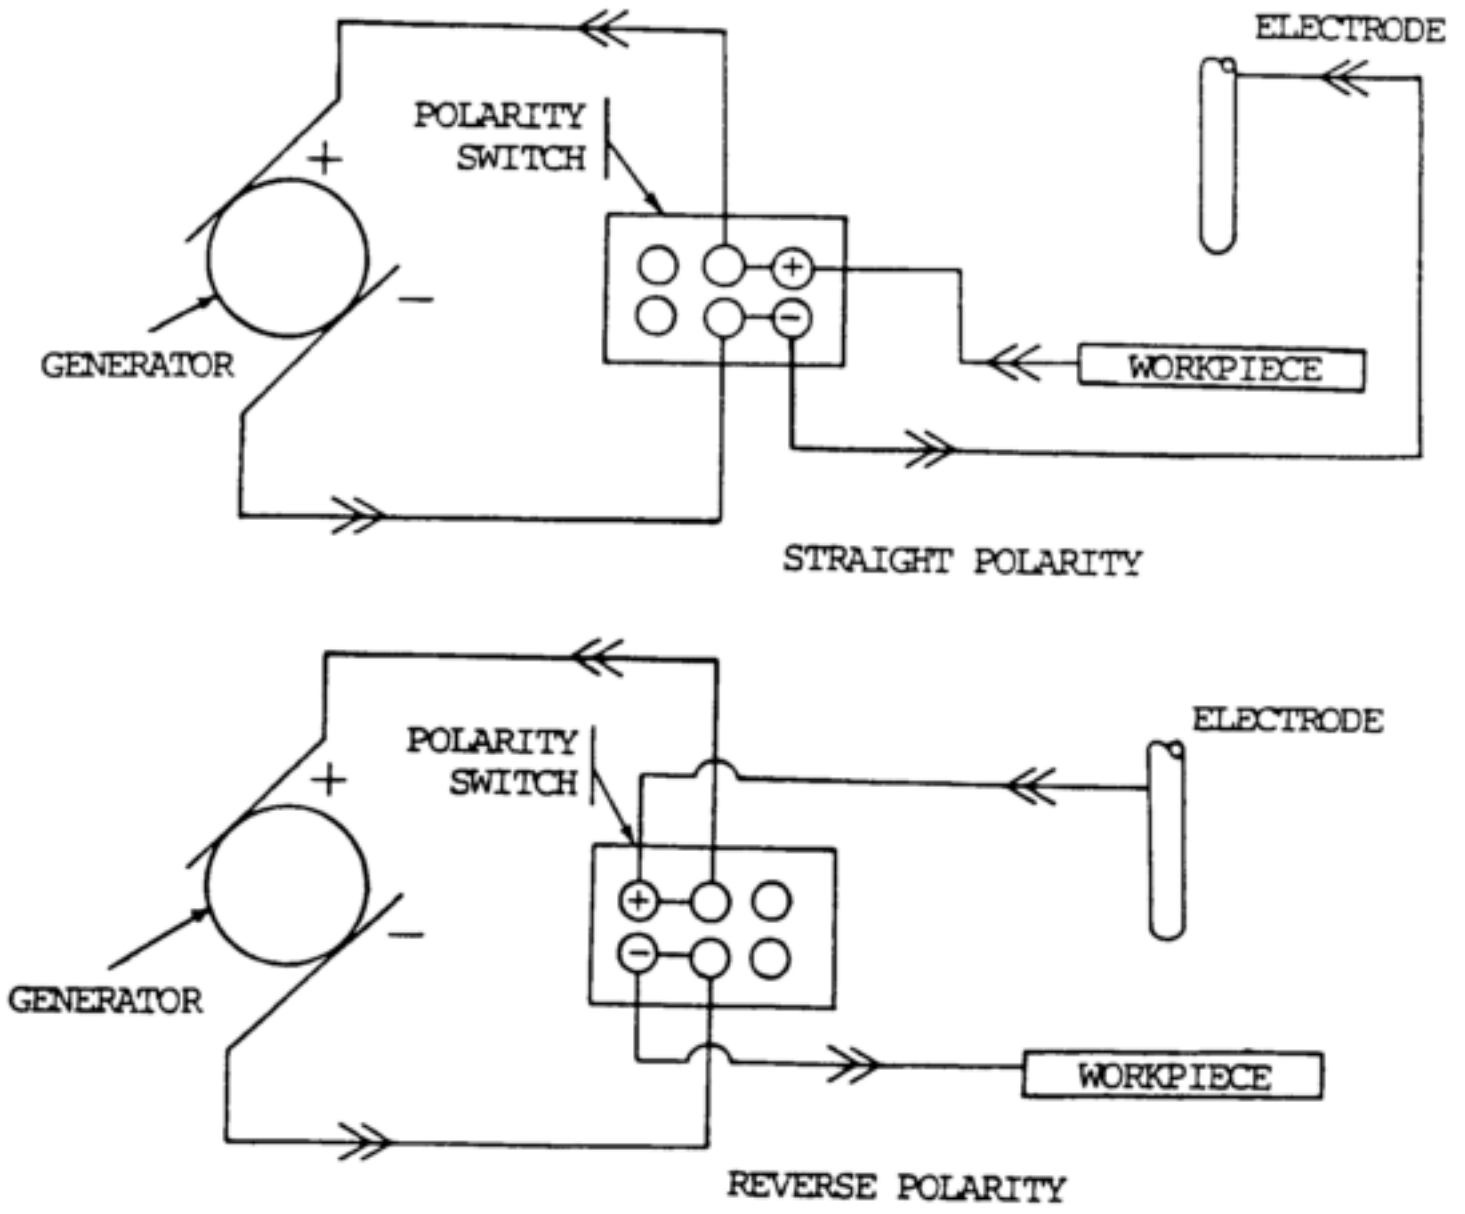 ELECTRODE
POLARITY
SWITCH
+
−
+
−
GENERATOR
WORKPIECE
STRAIGHT POLARITY
ELECTRODE
POLARITY
SWITCH
+
+
−
−
GENERATOR
WORKPIECE
REVERSE POLARITY